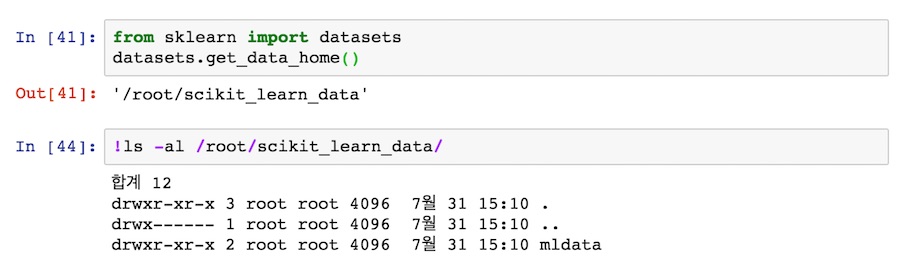 In [41]: from sklearn import datasets
datasets.get_data_home()
Out[41]: '/root/scikit_learn_data'
In [44]: !ls -al /root/scikit_learn_data/
합계 12
drwxr-xr-x 3 root root 4096  7월 31 15:10 .
drwx------ 1 root root 4096  7월 31 15:10 ..
drwxr-xr-x 2 root root 4096  7월 31 15:10 mldata